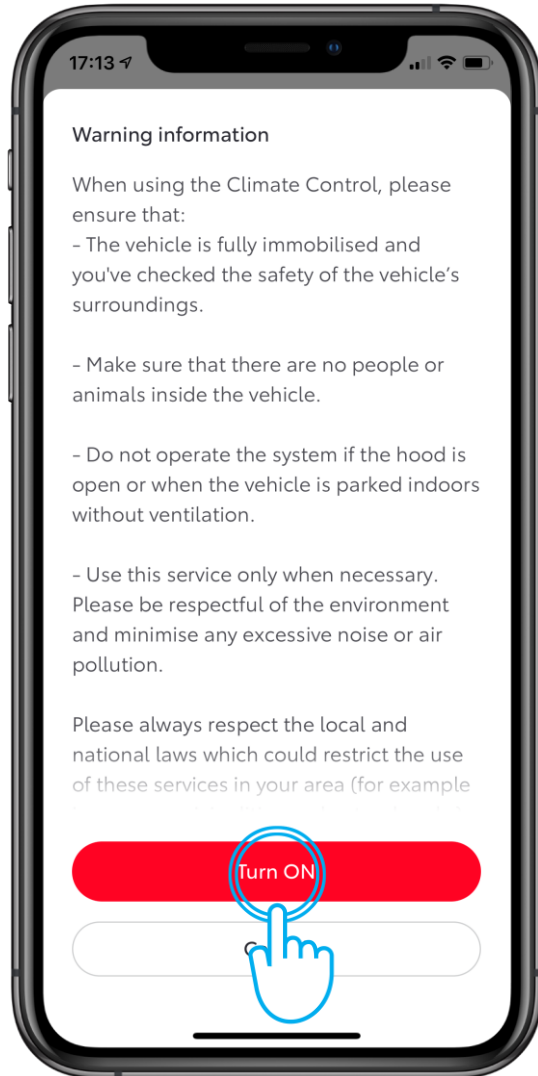 17:13
Warning information
When using the Climate Control, please
ensure that:
- The vehicle is fully immobilised and
you've checked the safety of the vehicle's
surroundings.
- Make sure that there are no people or
animals inside the vehicle.
- Do not operate the system if the hood is
open or when the vehicle is parked indoors
without ventilation.
- Use this service only when necessary.
Please be respectful of the environment
and minimise any excessive noise or air
pollution.
Please always respect the local and
national laws which could restrict the use
of these services in your area (for example
Turn ON